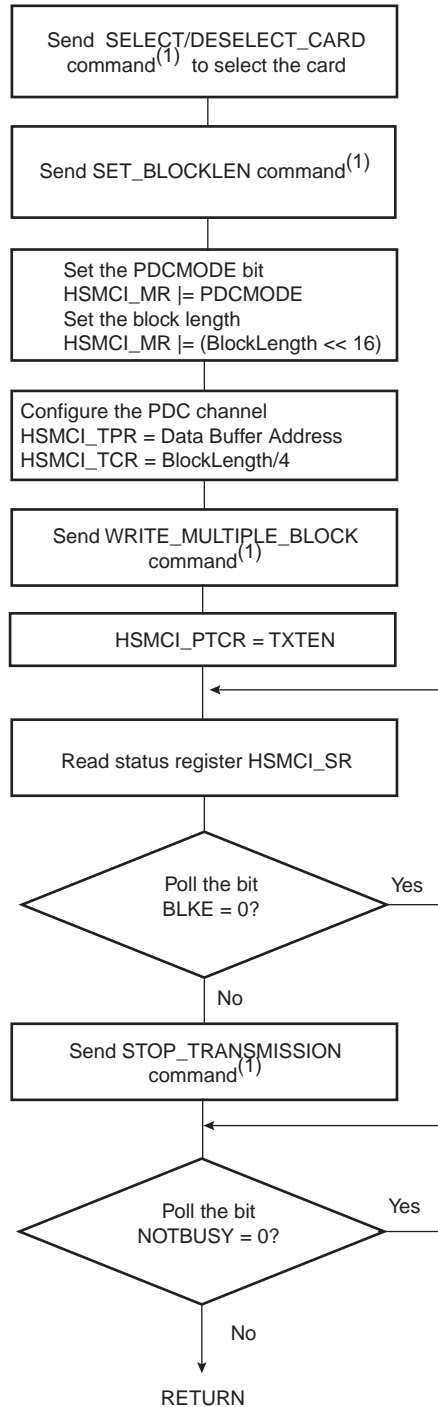 Send SELECT/DESELECT_CARD
command(1) to select the card
Send SET_BLOCKLEN command(1)
Set the PDCMODE bit
HSMCI_MR |= PDCMODE
Set the block length
HSMCI_MR |= (BlockLength << 16)
Configure the PDC channel
HSMCI_TPR = Data Buffer Address
HSMCI_TCR = BlockLength/4
Send WRITE_MULTIPLE_BLOCK
command(1)
HSMCI_PTCR = TXTEN
Read status register HSMCI_SR
Poll the bit
BLKE = 0?
Yes
No
Send STOP_TRANSMISSION
command(1)
Poll the bit
NOTBUSY = 0?
Yes
No
RETURN